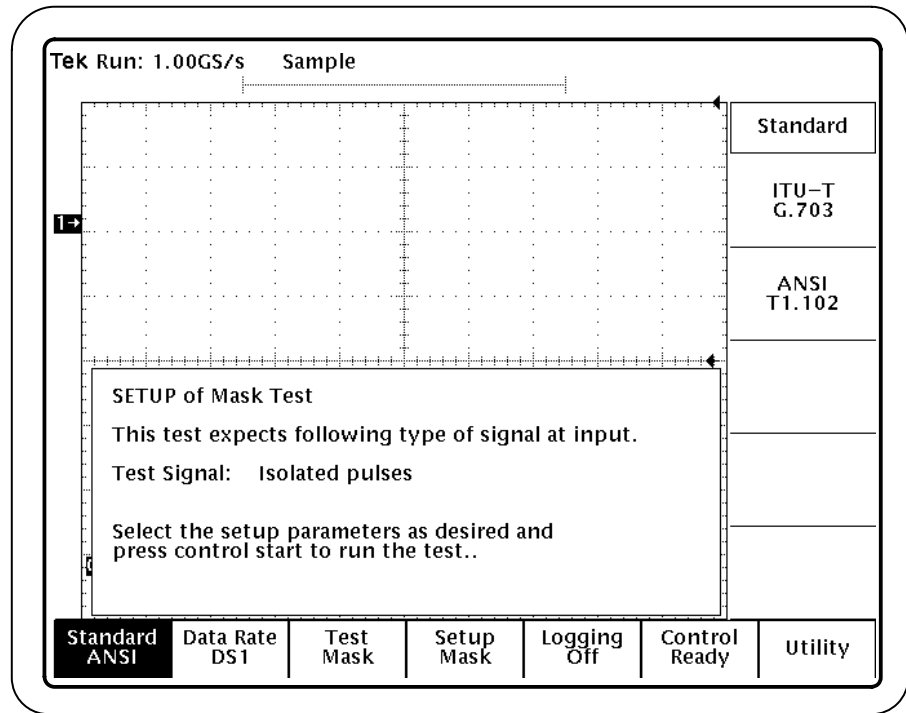 Tek Run: 1.00GS/s Sample
Standard
ITU–T
G.703
1→
ANSI
T1.102
SETUP of Mask Test
This test expects following type of signal at input.
Test Signal: Isolated pulses
Select the setup parameters as desired and
press control start to run the test..
Standard
ANSI
Data Rate
DS1
Test
Mask
Setup
Mask
Logging
Off
Control
Ready
Utility